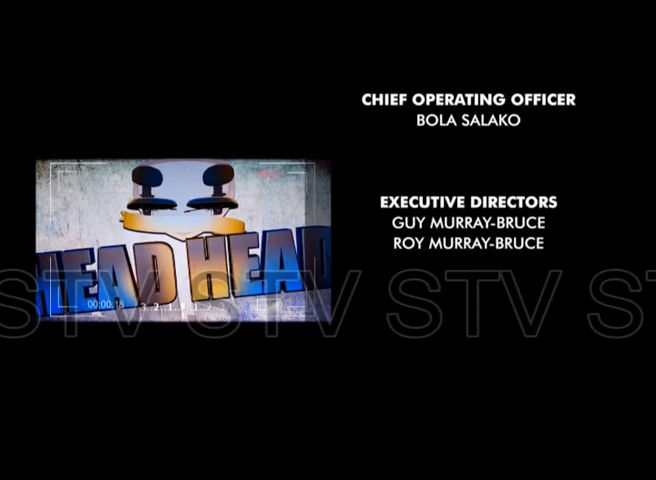 CHIEF OPERATING OFFICER
BOLA SALAKO
EXECUTIVE DIRECTORS
GUY MURRAY-BRUCE
ROY MURRAY-BRUCE
HEAD HEAD
00:00.18
STV STV STV S